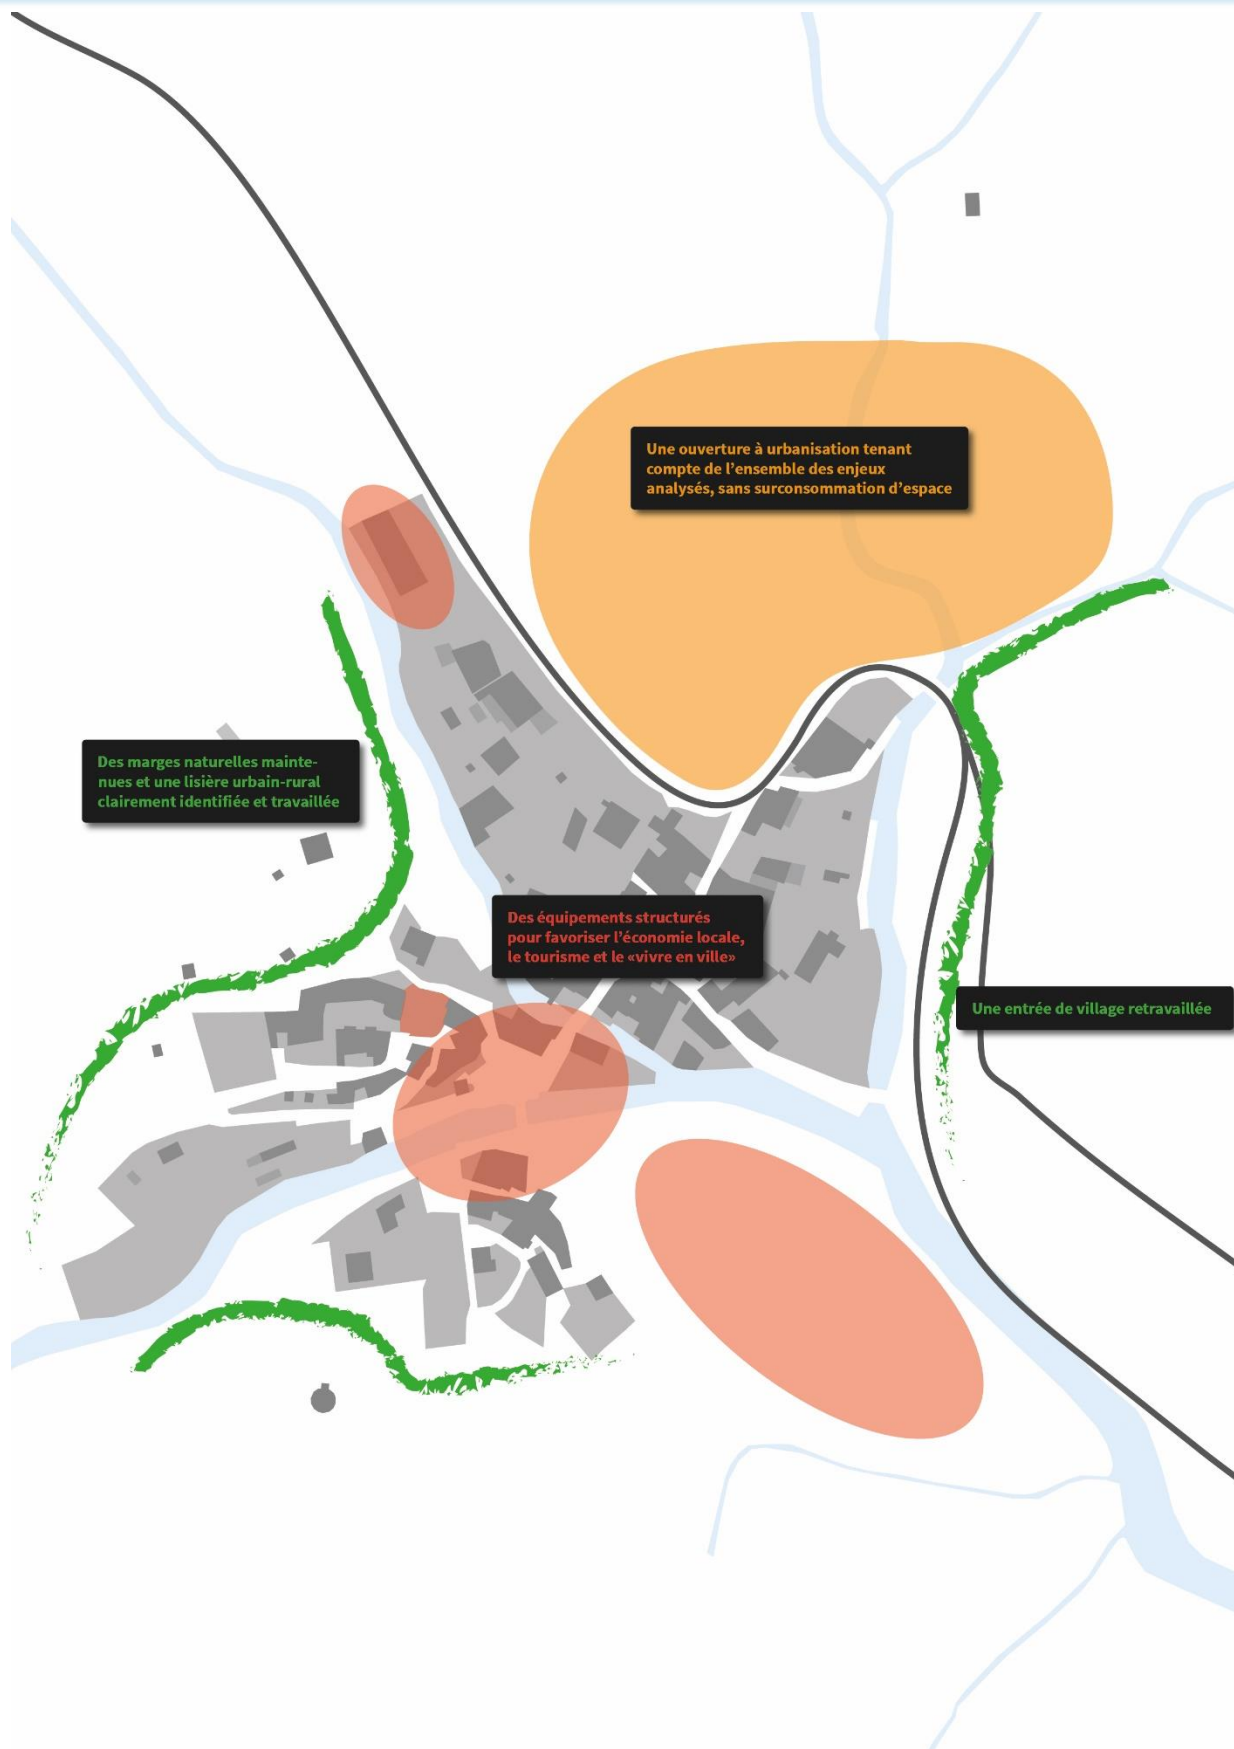 Une ouverture à urbanisation tenant
compte de l’ensemble des enjeux
analysés, sans surconsommation d’espace
Des marges naturelles mainte-
nues et une lisière urbain-rural
clairement identifiée et travaillée
Des équipements structurés
pour favoriser l’économie locale,
le tourisme et le «vivre en ville»
Une entrée de village retravaillée